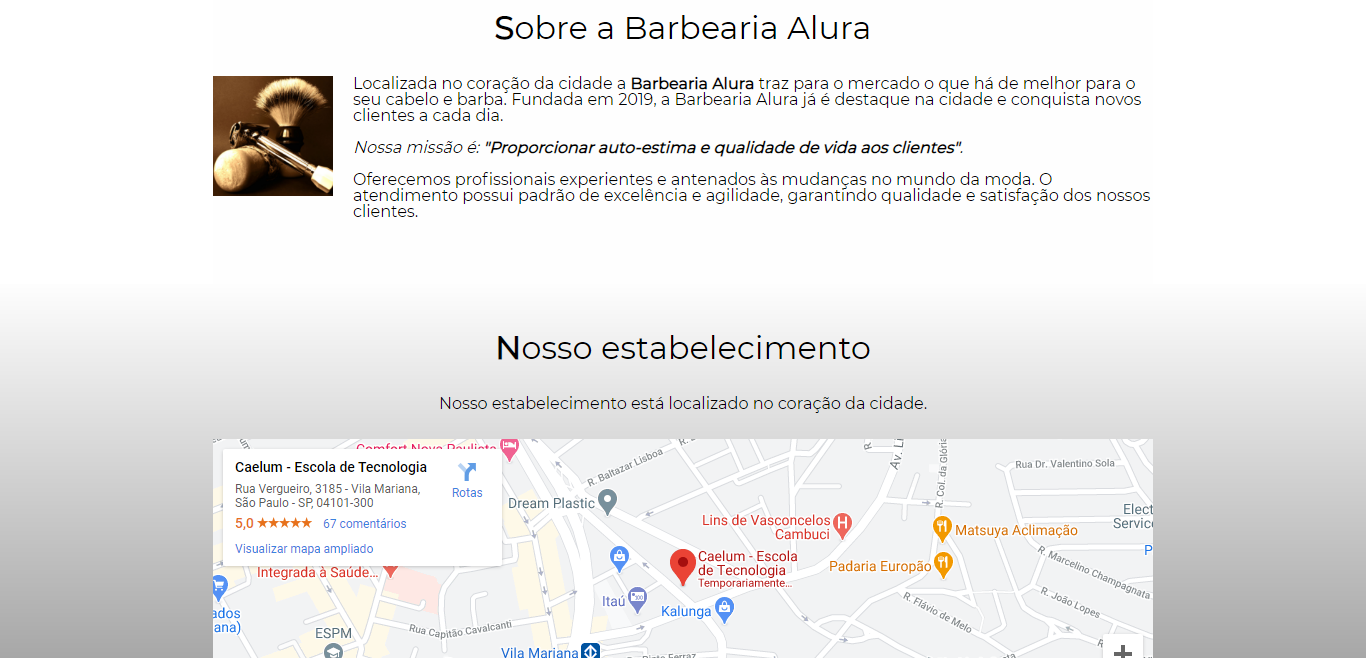 Sobre a Barbearia Alura
Localizada no coração da cidade a Barbearia Alura traz para o mercado o que há de melhor para o
seu cabelo e barba. Fundada em 2019, a Barbearia Alura já é destaque na cidade e conquista novos
clientes a cada dia.
Nossa missão é: "Proporcionar auto-estima e qualidade de vida aos clientes".
Oferecemos profissionais experientes e antenados às mudanças no mundo da moda. O
atendimento possui padrão de excelência e agilidade, garantindo qualidade e satisfação dos nossos
clientes.
Nosso estabelecimento
Nosso estabelecimento está localizado no coração da cidade.
Caelum - Escola de Tecnologia
Rua Vergueiro, 3185 - Vila Mariana,
São Paulo - SP, 04101-300
Rotas
5,0 ★★★★★ 67 comentários
Visualizar mapa ampliado
Comfort Nova Paulista
R. Baltazar Lisboa
Av. Li
R. Col. da Glória
Rua Dr. Valentino Sola
Dream Plastic
Lins de Vasconcelos
Cambuci
Matsuya Aclimação
Elect
Service
Caelum - Escola
de Tecnologia
Temporariamente...
Padaria Europão
P
R. Marcelino Champagnat
Integrada à Saúde...
Itaú
Kalunga
R. Flávio de Melo
R. João Lopes
ados
ana)
ESPM
Rua Capitão Cavalcanti
Vila Mariana
Pinto Ferraz